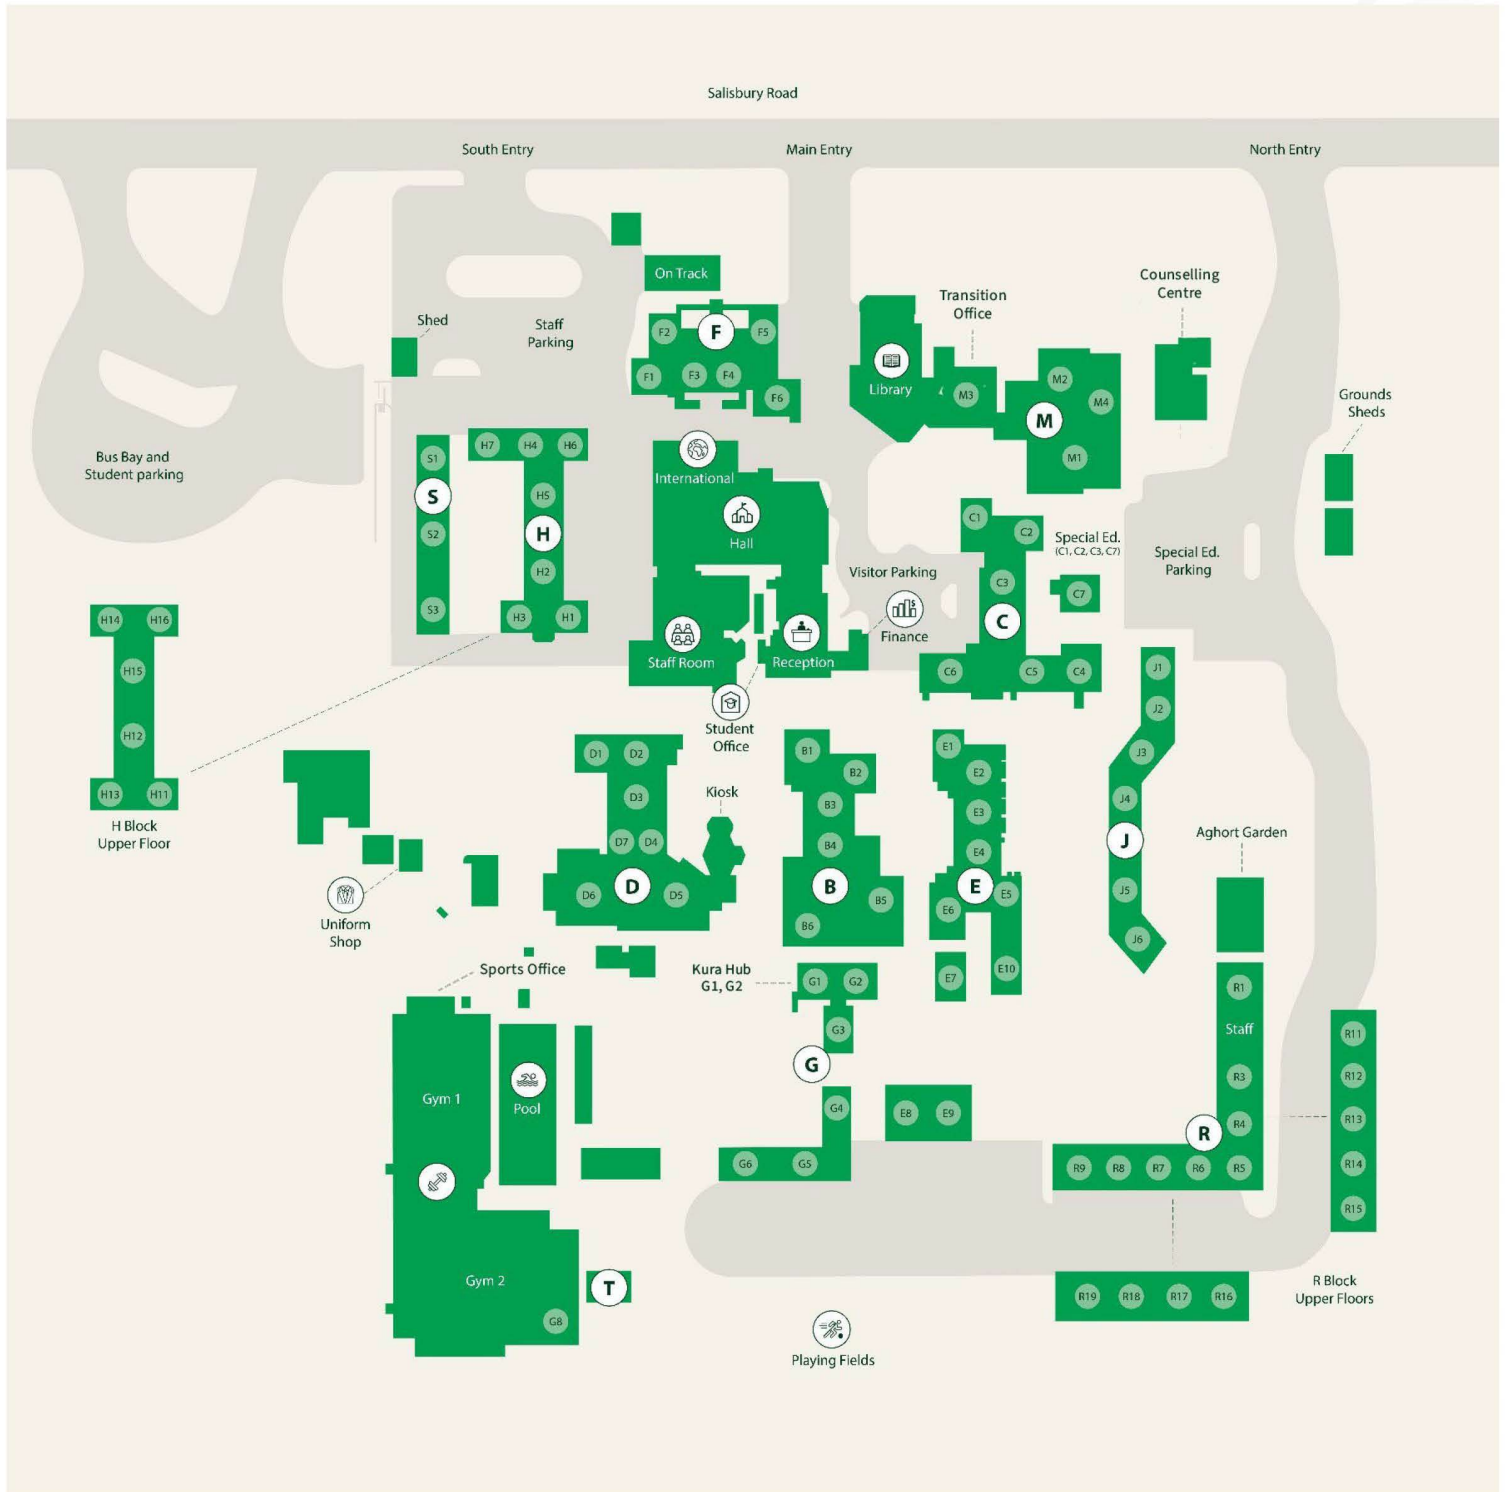 Salisbury Road
South Entry
Main Entry
North Entry
On Track
Counselling
Centre
Transition
Office
Shed
Staff
Parking
F2
F
F5
F1
F3
F4
F6
Library
M3
M2
M4
M
M1
Grounds
Sheds
Bus Bay and
Student parking
S1
S
S2
S3
H7
H4
H6
H5
H
H2
H3
H1
International
Hall
C1
C2
Special Ed.
(C1, C2, C3, C7)
C3
C7
C
C6
C5
C4
Special Ed.
Parking
Visitor Parking
$
Finance
Staff Room
Reception
Student
Office
H14
H16
H15
H12
H13
H11
H Block
Upper Floor
J1
J2
J3
J4
J
J5
J6
D1
D2
D3
D7
D4
D
D6
D5
Kiosk
B1
B2
B3
B4
B
B5
B6
E1
E2
E3
E4
E
E5
E6
E7
E10
Aghort Garden
Uniform
Shop
Sports Office
Kura Hub
G1, G2
G1
G2
G3
G
G4
G6
G5
E8
E9
R1
Staff
R3
R4
R
R9
R8
R7
R6
R5
R11
R12
R13
R14
R15
Gym 1
Pool
Gym 2
G8
T
Playing Fields
R19
R18
R17
R16
R Block
Upper Floors